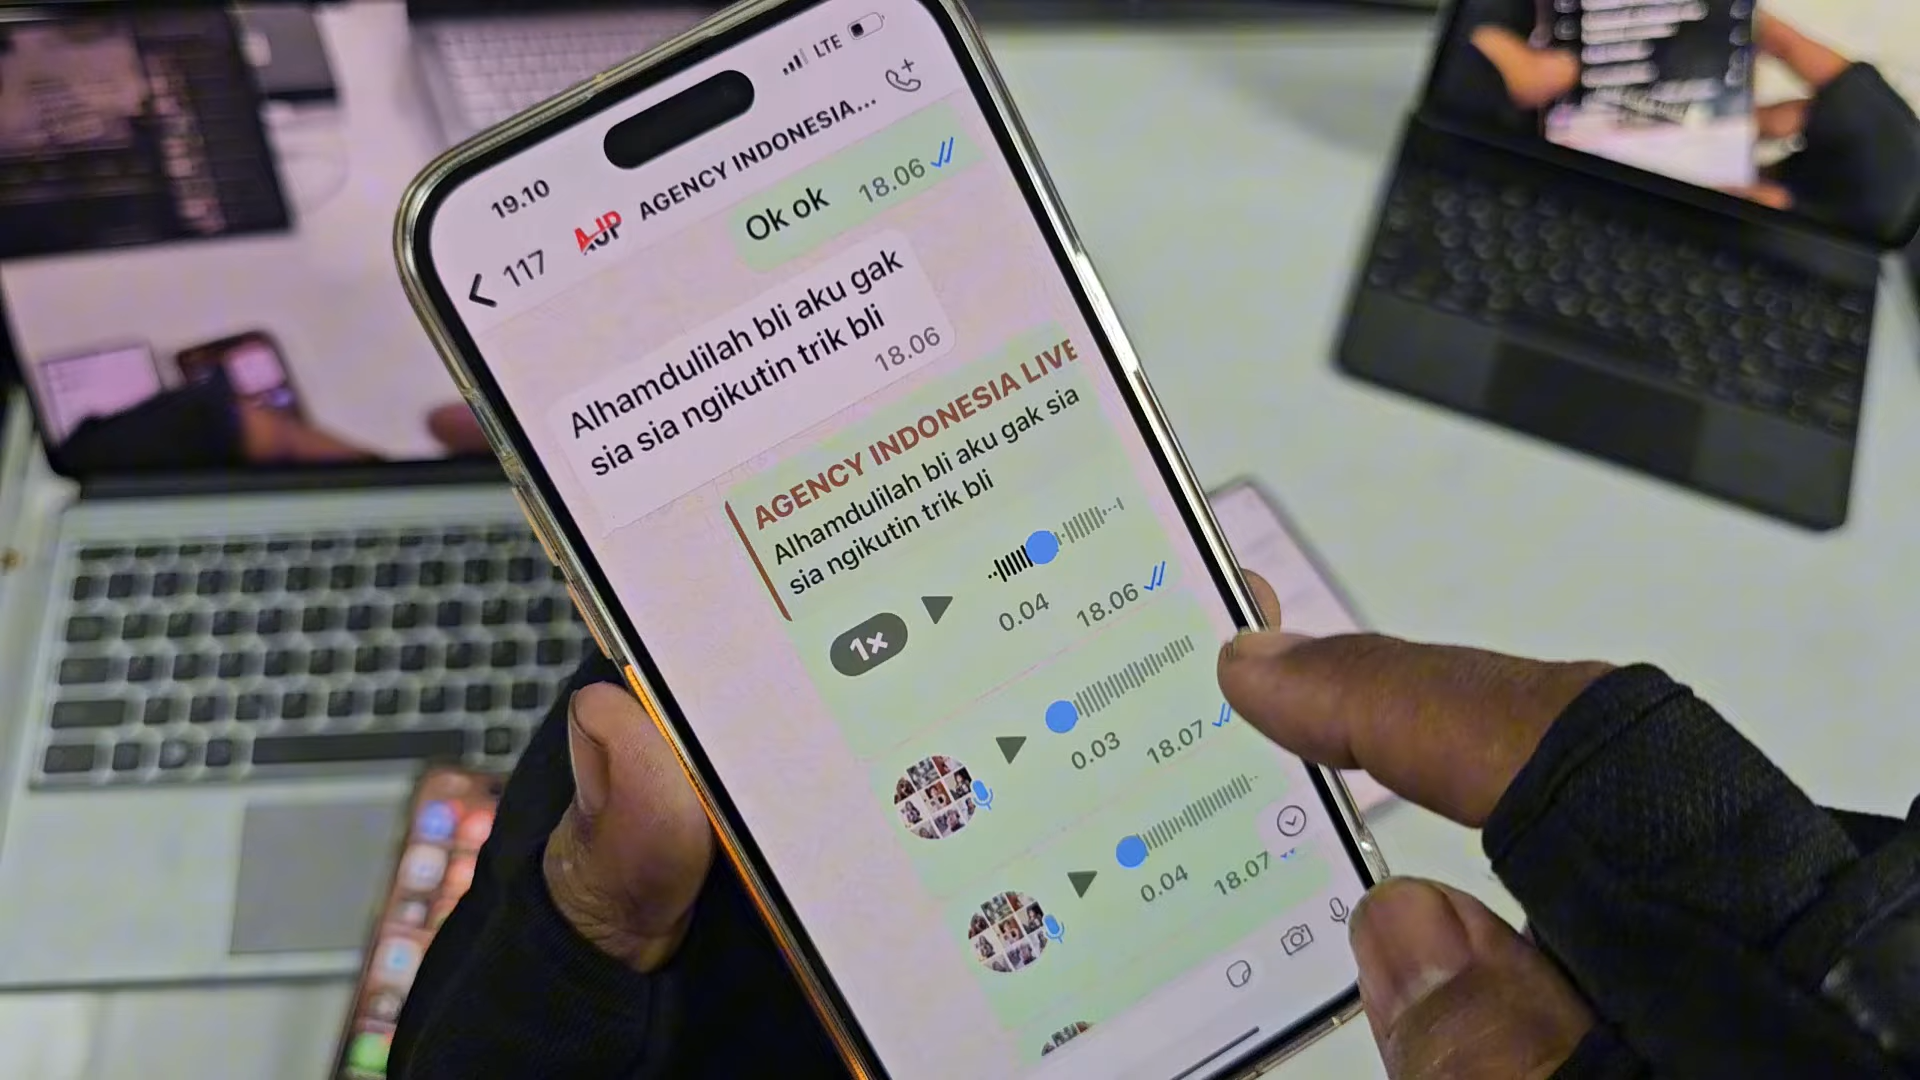 19.10
LTE
117
AJP
AGENCY INDONESIA...
Ok ok
18.06
Alhamdulilah bli aku gak
sia sia ngikutin trik bli
18.06
AGENCY INDONESIA LIVE
Alhamdulilah bli aku gak sia
sia ngikutin trik bli
1x
0.04
18.06
0.03
18.07
0.04
18.07